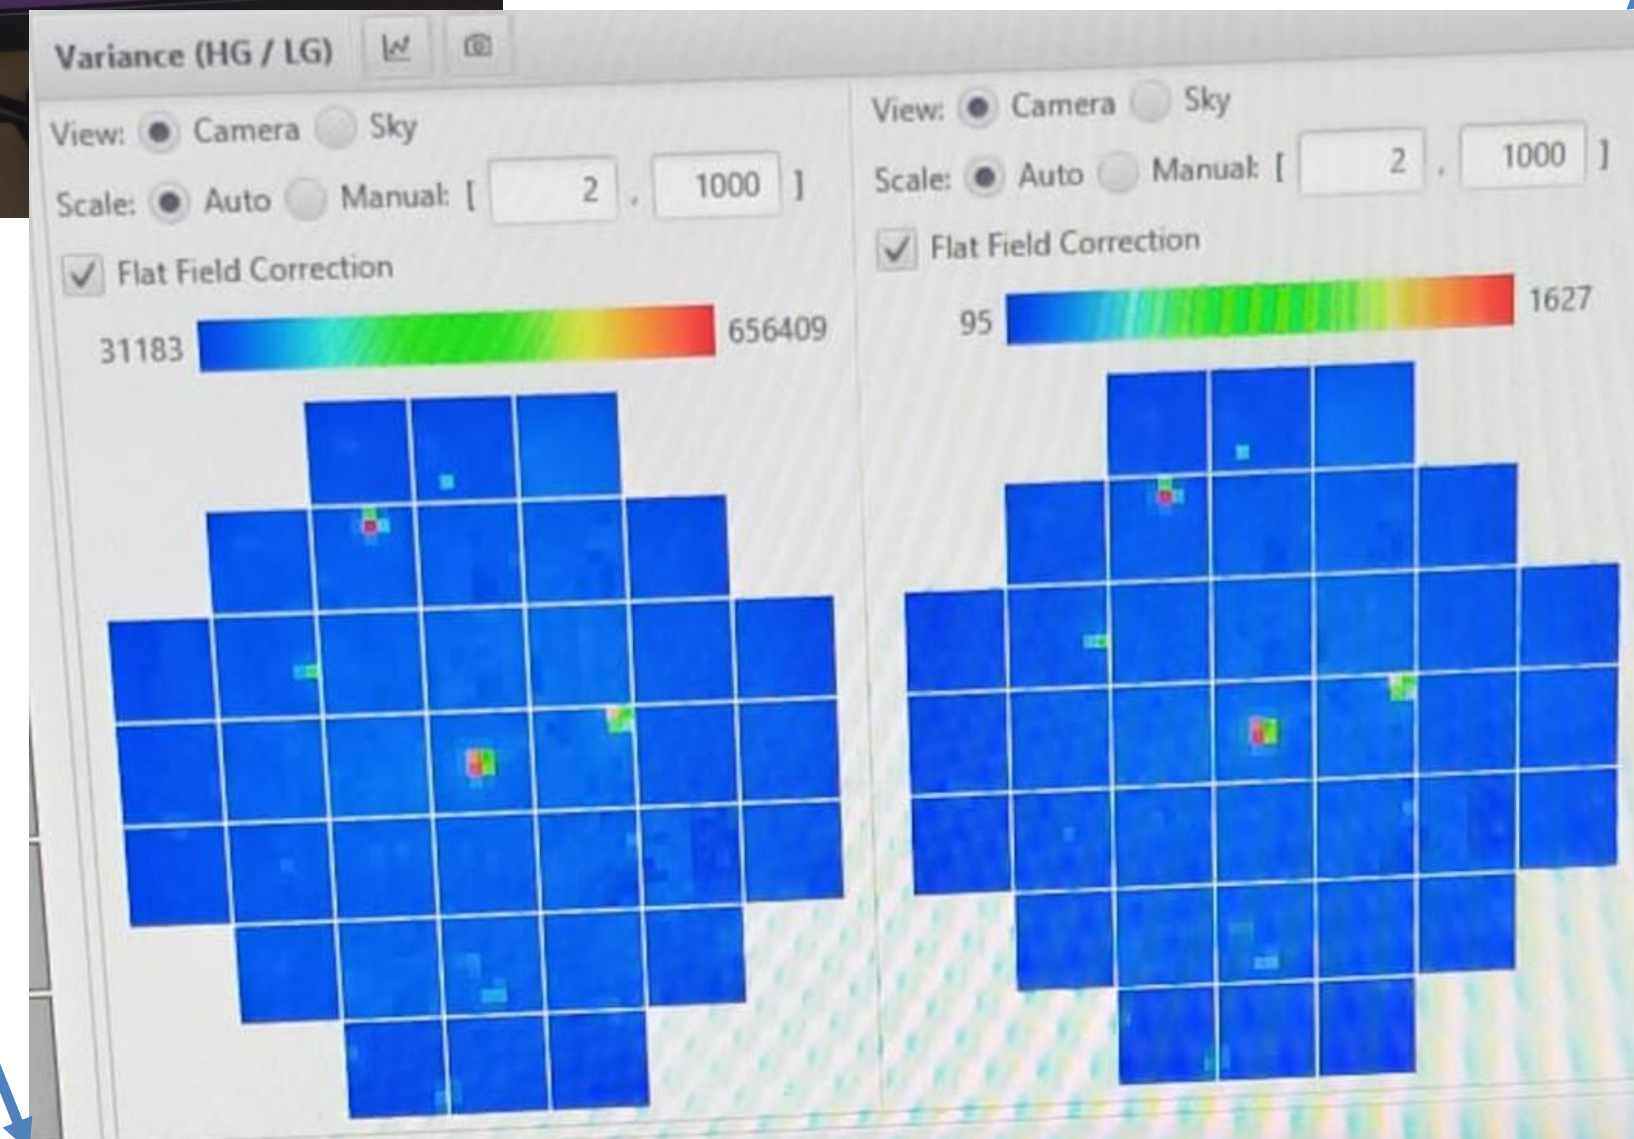 Variance (HG / LG)
View: Camera Sky
Scale: Auto Manual: [ 2 , 1000 ]
Flat Field Correction
31183 656409
View: Camera Sky
Scale: Auto Manual: [ 2 , 1000 ]
Flat Field Correction
95 1627